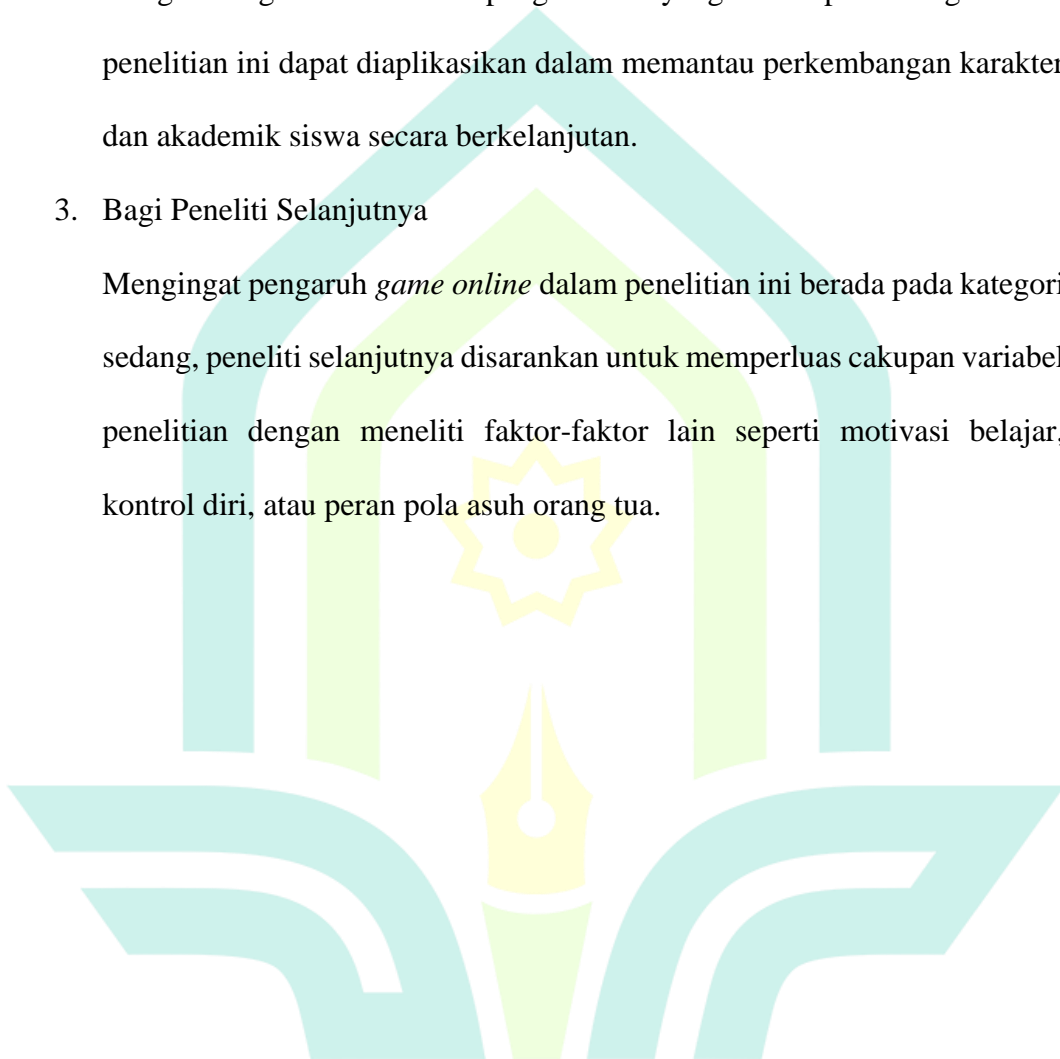 penelitian ini dapat diaplikasikan dalam memantau perkembangan karakter
dan akademik siswa secara berkelanjutan.
3. Bagi Peneliti Selanjutnya
Mengingat pengaruh game online dalam penelitian ini berada pada kategori
sedang, peneliti selanjutnya disarankan untuk memperluas cakupan variabel
penelitian dengan meneliti faktor-faktor lain seperti motivasi belajar,
kontrol diri, atau peran pola asuh orang tua.